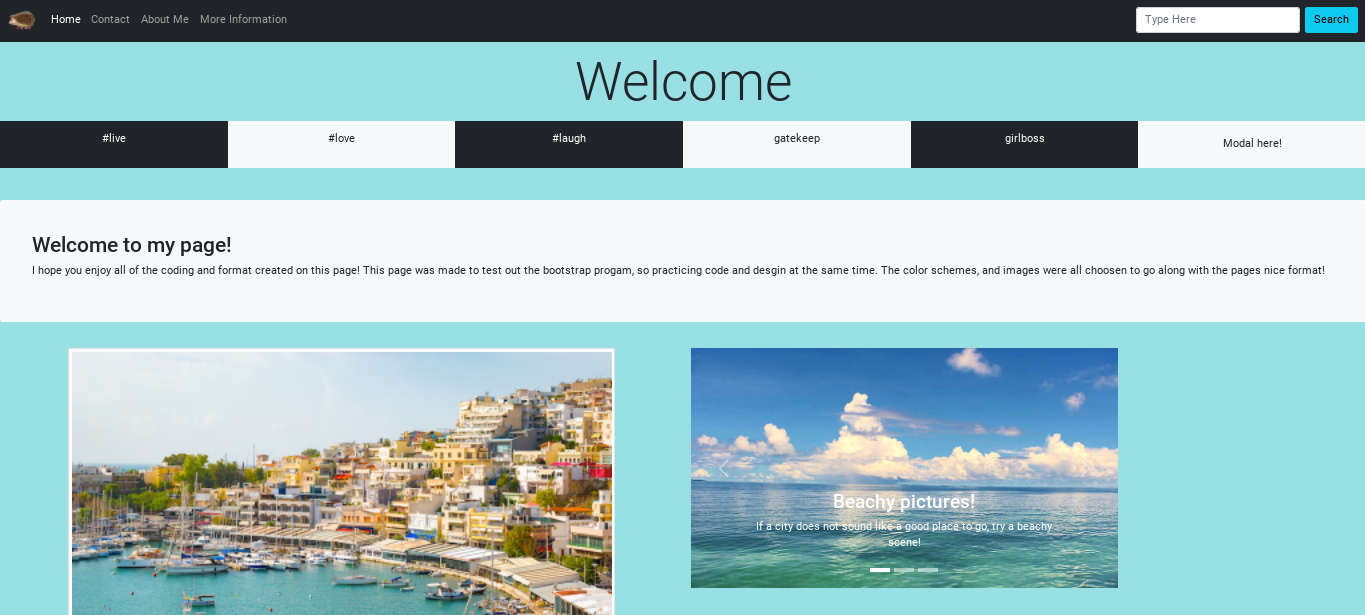 Home Contact About Me More Information Type Here Search
Welcome
#live #love #laugh gatekeep girlboss Modal here!
Welcome to my page!
I hope you enjoy all of the coding and format created on this page! This page was made to test out the bootstrap progam, so practicing code and desgin at the same time. The color schemes, and images were all choosen to go along with the pages nice format!
Beachy pictures!
If a city does not sound like a good place to go, try a beachy
scene!